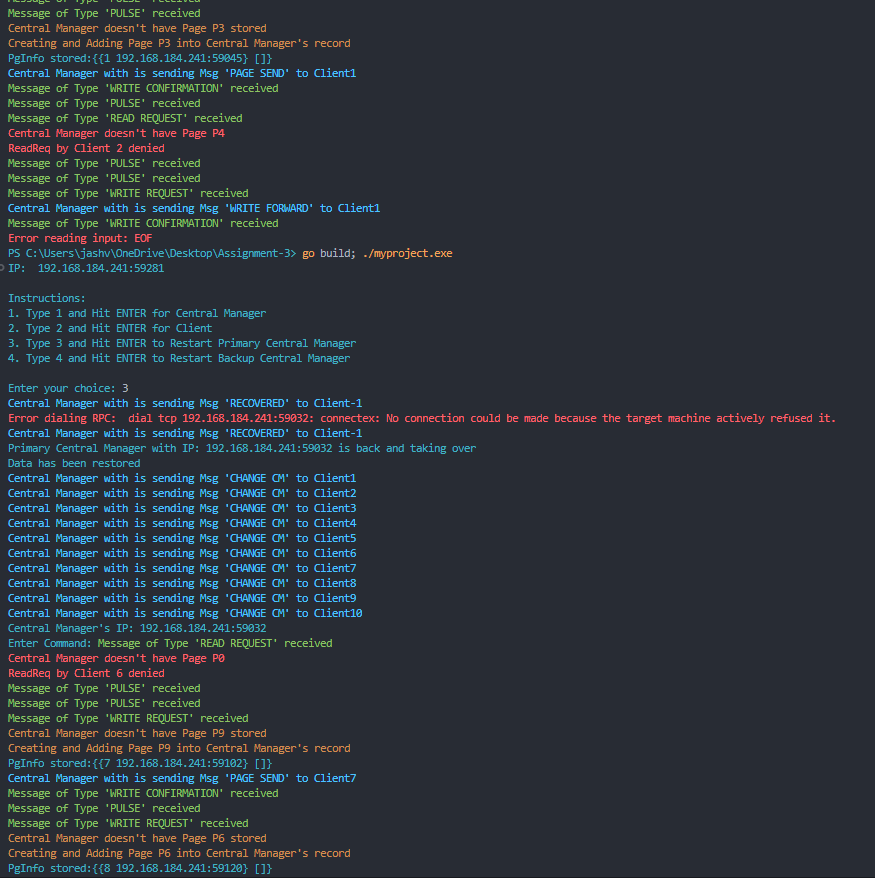 Message of Type 'PULSE' received
Message of Type 'PULSE' received
Central Manager doesn't have Page P3 stored
Creating and Adding Page P3 into Central Manager's record
PgInfo stored:{{1 192.168.184.241:59045} []}
Central Manager with is sending Msg 'PAGE SEND' to Client1
Message of Type 'WRITE CONFIRMATION' received
Message of Type 'PULSE' received
Message of Type 'READ REQUEST' received
Central Manager doesn't have Page P4
ReadReq by Client 2 denied
Message of Type 'PULSE' received
Message of Type 'PULSE' received
Message of Type 'WRITE REQUEST' received
Central Manager with is sending Msg 'WRITE FORWARD' to Client1
Message of Type 'WRITE CONFIRMATION' received
Error reading input: EOF
PS C:\Users\jashv\OneDrive\Desktop\Assignment-3> go build; ./myproject.exe
IP:  192.168.184.241:59281
Instructions:
1. Type 1 and Hit ENTER for Central Manager
2. Type 2 and Hit ENTER for Client
3. Type 3 and Hit ENTER to Restart Primary Central Manager
4. Type 4 and Hit ENTER to Restart Backup Central Manager
Enter your choice: 3
Central Manager with is sending Msg 'RECOVERED' to Client-1
Error dialing RPC:  dial tcp 192.168.184.241:59032: connectex: No connection could be made because the target machine actively refused it.
Central Manager with is sending Msg 'RECOVERED' to Client-1
Primary Central Manager with IP: 192.168.184.241:59032 is back and taking over
Data has been restored
Central Manager with is sending Msg 'CHANGE CM' to Client1
Central Manager with is sending Msg 'CHANGE CM' to Client2
Central Manager with is sending Msg 'CHANGE CM' to Client3
Central Manager with is sending Msg 'CHANGE CM' to Client4
Central Manager with is sending Msg 'CHANGE CM' to Client5
Central Manager with is sending Msg 'CHANGE CM' to Client6
Central Manager with is sending Msg 'CHANGE CM' to Client7
Central Manager with is sending Msg 'CHANGE CM' to Client8
Central Manager with is sending Msg 'CHANGE CM' to Client9
Central Manager with is sending Msg 'CHANGE CM' to Client10
Central Manager's IP: 192.168.184.241:59032
Enter Command: Message of Type 'READ REQUEST' received
Central Manager doesn't have Page P0
ReadReq by Client 6 denied
Message of Type 'PULSE' received
Message of Type 'PULSE' received
Message of Type 'WRITE REQUEST' received
Central Manager doesn't have Page P9 stored
Creating and Adding Page P9 into Central Manager's record
PgInfo stored:{{7 192.168.184.241:59102} []}
Central Manager with is sending Msg 'PAGE SEND' to Client7
Message of Type 'WRITE CONFIRMATION' received
Message of Type 'PULSE' received
Message of Type 'WRITE REQUEST' received
Central Manager doesn't have Page P6 stored
Creating and Adding Page P6 into Central Manager's record
PgInfo stored:{{8 192.168.184.241:59120} []}